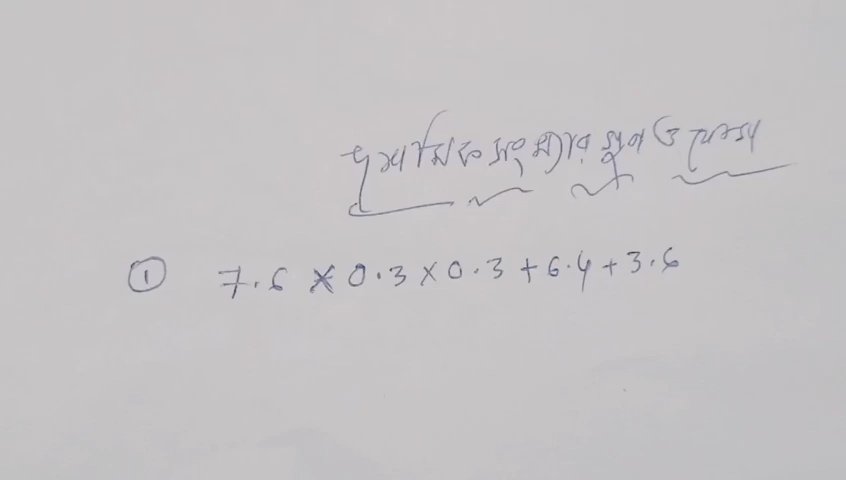 দশমিক সংখ্যার গুণ ও যোগ
① 7.6 × 0.3 × 0.3 + 6.4 + 3.6